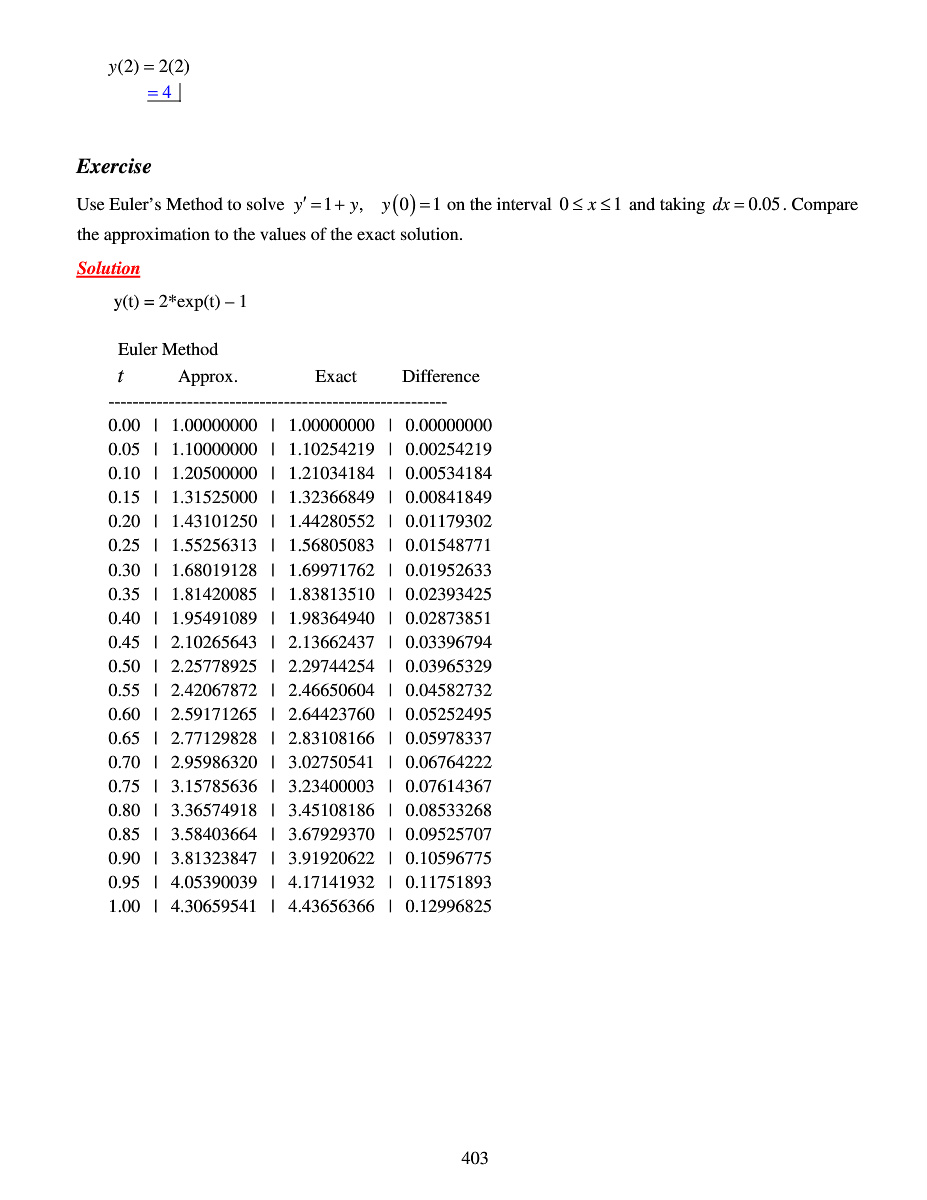 y(2) = 2(2)
= 4
Exercise
Use Euler's Method to solve y′ = 1 + y, y(0) = 1 on the interval 0 ≤ x ≤ 1 and taking dx = 0.05. Compare
the approximation to the values of the exact solution.
Solution
y(t) = 2*exp(t) – 1
Euler Method
t Approx. Exact Difference
--------------------------------------------------------
0.00 | 1.00000000 | 1.00000000 | 0.00000000
0.05 | 1.10000000 | 1.10254219 | 0.00254219
0.10 | 1.20500000 | 1.21034184 | 0.00534184
0.15 | 1.31525000 | 1.32366849 | 0.00841849
0.20 | 1.43101250 | 1.44280552 | 0.01179302
0.25 | 1.55256313 | 1.56805083 | 0.01548771
0.30 | 1.68019128 | 1.69971762 | 0.01952633
0.35 | 1.81420085 | 1.83813510 | 0.02393425
0.40 | 1.95491089 | 1.98364940 | 0.02873851
0.45 | 2.10265643 | 2.13662437 | 0.03396794
0.50 | 2.25778925 | 2.29744254 | 0.03965329
0.55 | 2.42067872 | 2.46650604 | 0.04582732
0.60 | 2.59171265 | 2.64423760 | 0.05252495
0.65 | 2.77129828 | 2.83108166 | 0.05978337
0.70 | 2.95986320 | 3.02750541 | 0.06764222
0.75 | 3.15785636 | 3.23400003 | 0.07614367
0.80 | 3.36574918 | 3.45108186 | 0.08533268
0.85 | 3.58403664 | 3.67929370 | 0.09525707
0.90 | 3.81323847 | 3.91920622 | 0.10596775
0.95 | 4.05390039 | 4.17141932 | 0.11751893
1.00 | 4.30659541 | 4.43656366 | 0.12996825
403